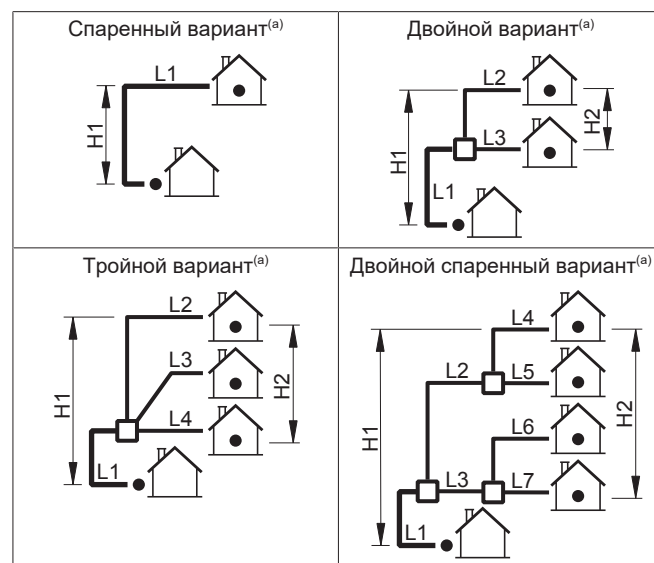 Спаренный вариант(a)
L1
H1
Двойной вариант(a)
L2
H2
L3
H1
L1
Тройной вариант(a)
L2
L3
H2
H1
L4
L1
Двойной спаренный вариант(a)
L4
L2
L5
H1
H2
L6
L3
L7
L1